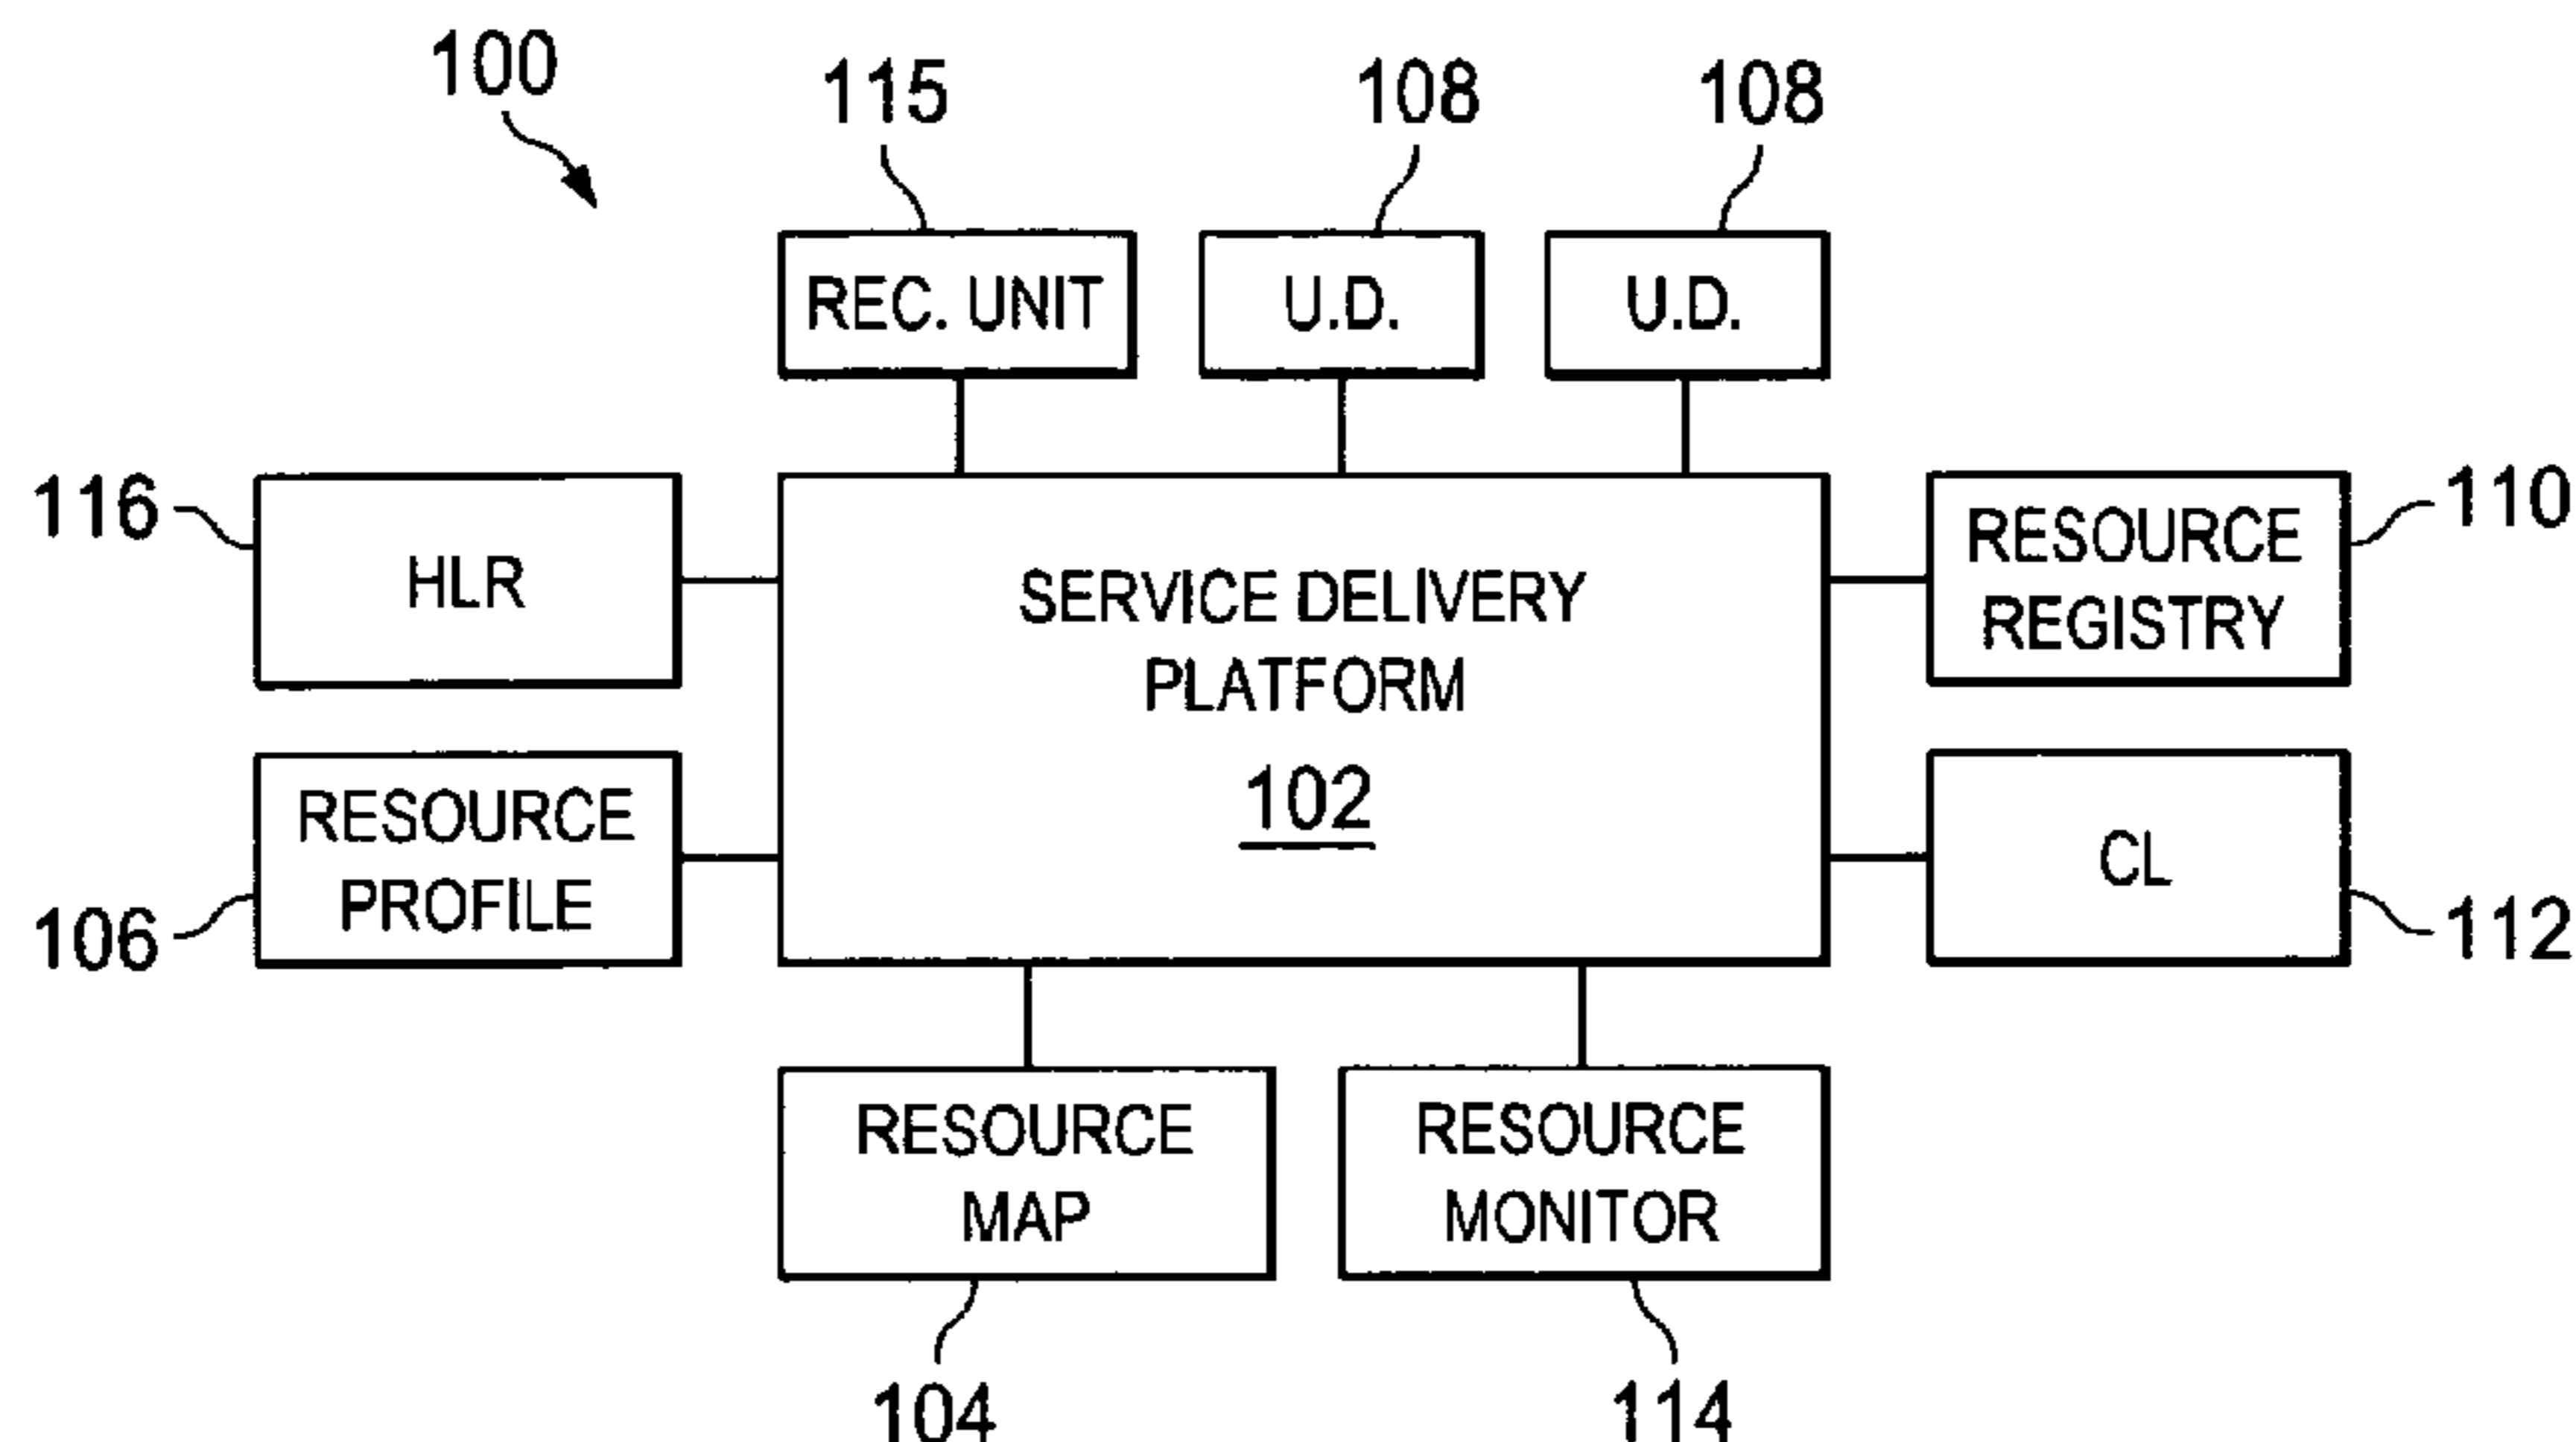 100
115
108
108
REC. UNIT
U.D.
U.D.
116
HLR
SERVICE DELIVERY
PLATFORM
102
RESOURCE
REGISTRY
110
RESOURCE
PROFILE
106
CL
112
RESOURCE
MAP
RESOURCE
MONITOR
104
114